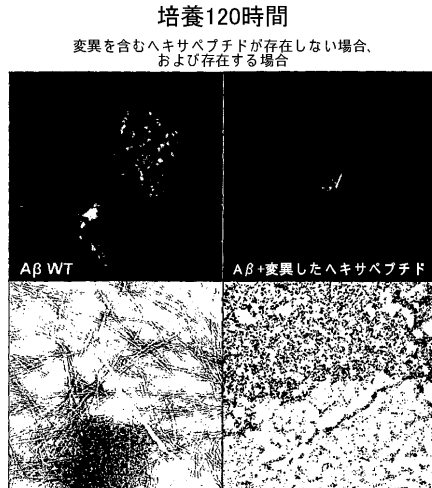 培養120時間
変異を含むヘキサペプチドが存在しない場合、
および存在する場合
Aβ WT
Aβ+変異したヘキサペプチド